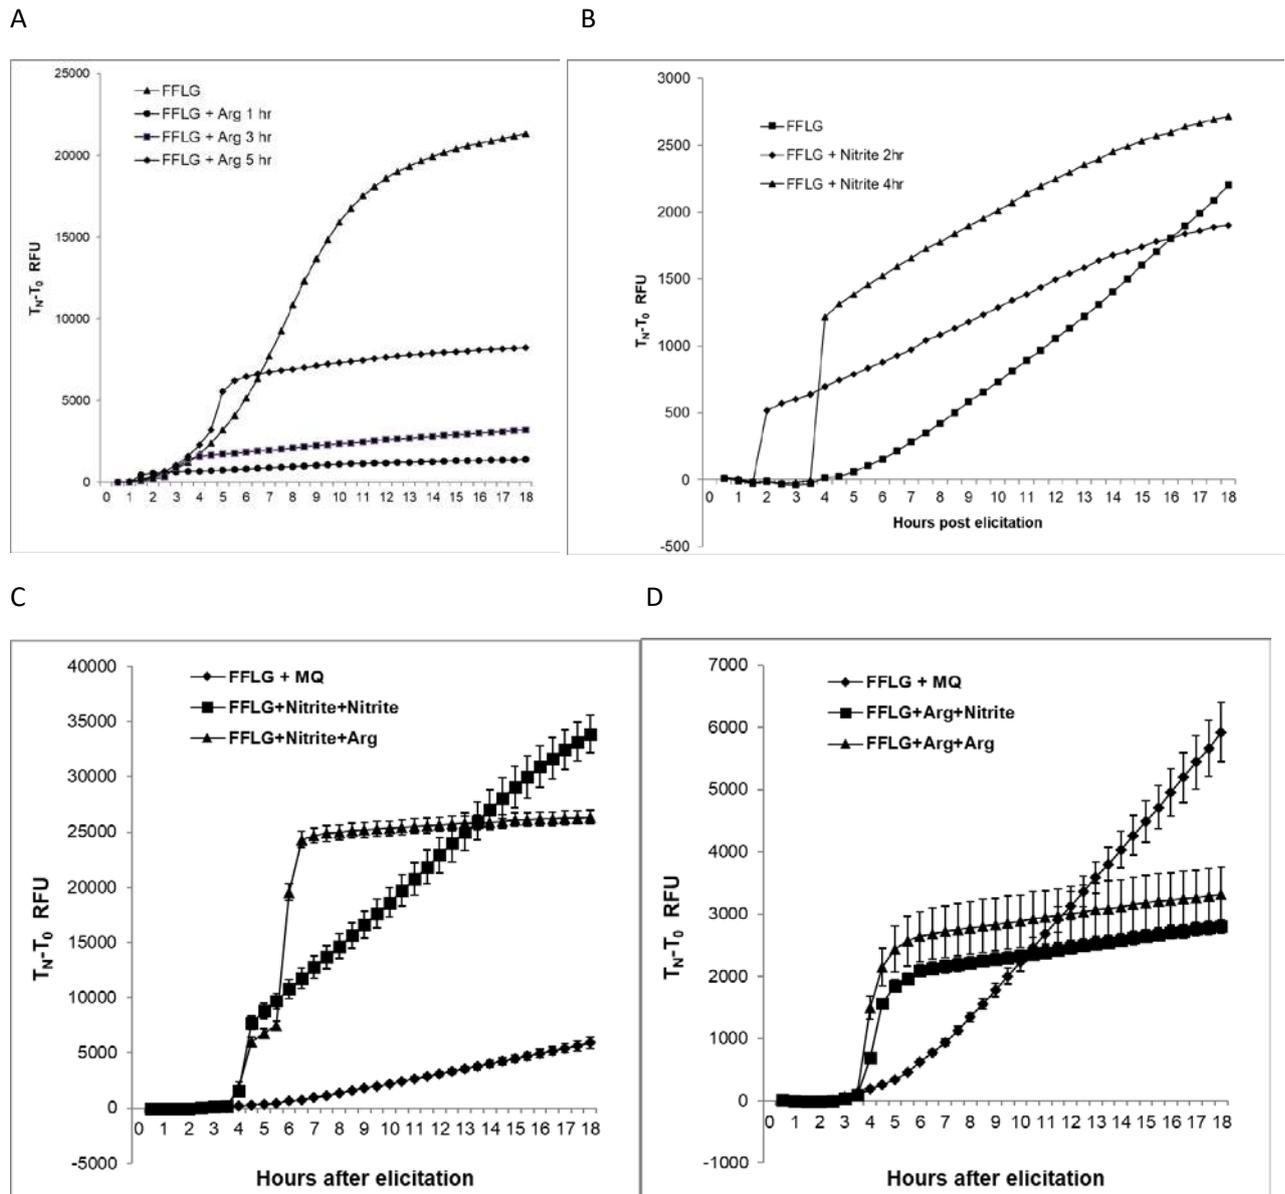 A
B
25000
20000
15000
10000
5000
0
FFLG
FFLG + Arg 1 hr
FFLG + Arg 3 hr
FFLG + Arg 5 hr
TN-T0 RFU
0 1 2 3 4 5 6 7 8 9 10 11 12 13 14 15 16 17 18
3000
2500
2000
1500
1000
500
0
-500
FFLG
FFLG + Nitrite 2hr
FFLG + Nitrite 4hr
TN-T0 RFU
0 1 2 3 4 5 6 7 8 9 10 11 12 13 14 15 16 17 18
Hours post elicitation
C
D
40000
35000
30000
25000
20000
15000
10000
5000
0
-5000
FFLG + MQ
FFLG+Nitrite+Nitrite
FFLG+Nitrite+Arg
TN-T0 RFU
0 1 2 3 4 5 6 7 8 9 10 11 12 13 14 15 16 17 18
Hours after elicitation
7000
6000
5000
4000
3000
2000
1000
0
-1000
FFLG + MQ
FFLG+Arg+Nitrite
FFLG+Arg+Arg
TN-T0 RFU
0 1 2 3 4 5 6 7 8 9 10 11 12 13 14 15 16 17 18
Hours after elicitation